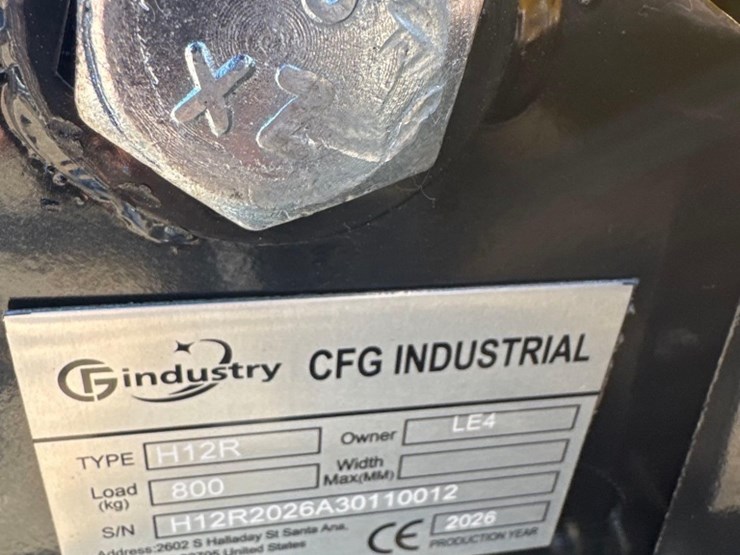 CFindustry CFG INDUSTRIAL
TYPE H12R Owner LE4
Load (kg) 800 Width Max(MM)
S/N H12R2026A30110012
CE 2026
PRODUCTION YEAR
Address:2602 S Halladay St Santa Ana,
United States